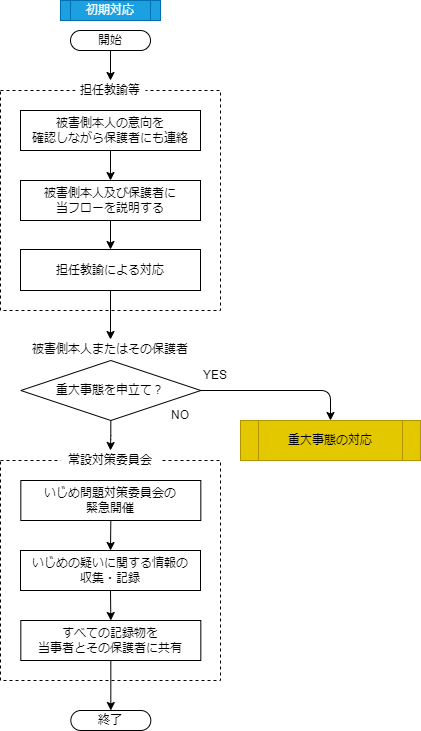 初期対応
開始
担任教諭等
被害側本人の意向を
確認しながら保護者にも連絡
被害側本人及び保護者に
当フローを説明する
担任教諭による対応
被害側本人またはその保護者
重大事態を申立て？
YES
NO
重大事態の対応
常設対策委員会
いじめ問題対策委員会の
緊急開催
いじめの疑いに関する情報の
収集・記録
すべての記録物を
当事者とその保護者に共有
終了